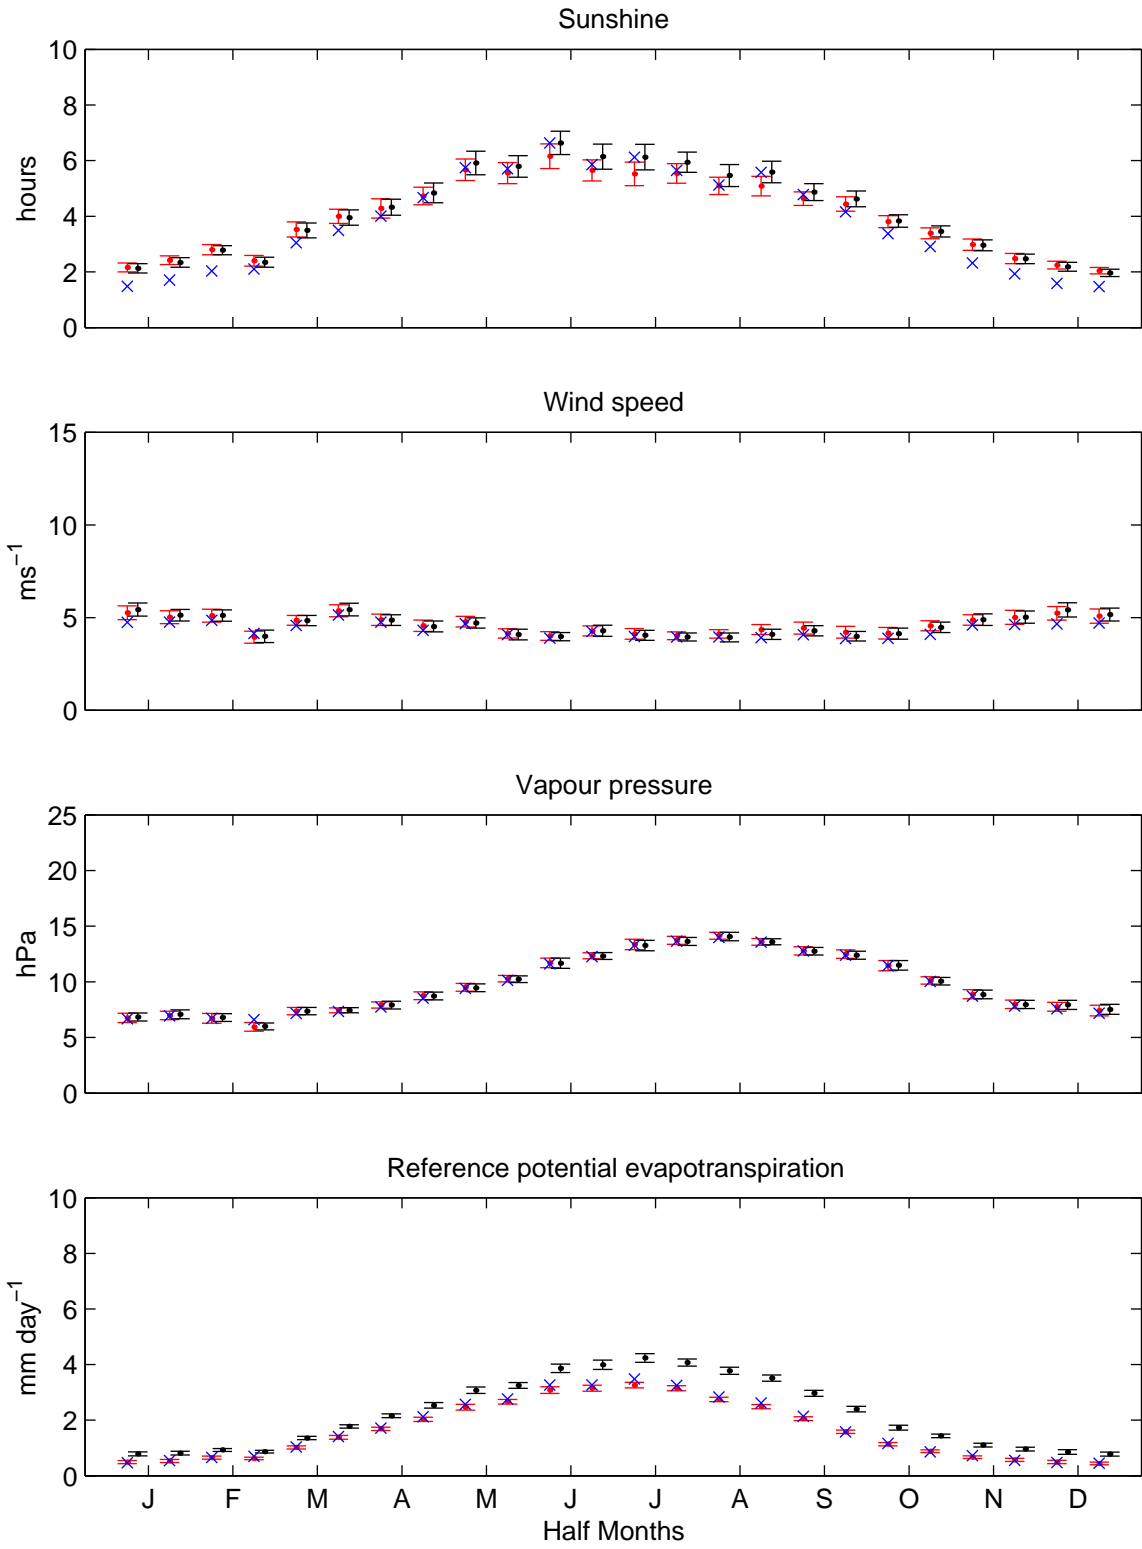 Sunshine
10
8
6
4
2
0
hours
Wind speed
15
10
5
0
ms⁻¹
Vapour pressure
25
20
15
10
5
0
hPa
Reference potential evapotranspiration
10
8
6
4
2
0
mm day⁻¹
J F M A M J J A S O N D
Half Months